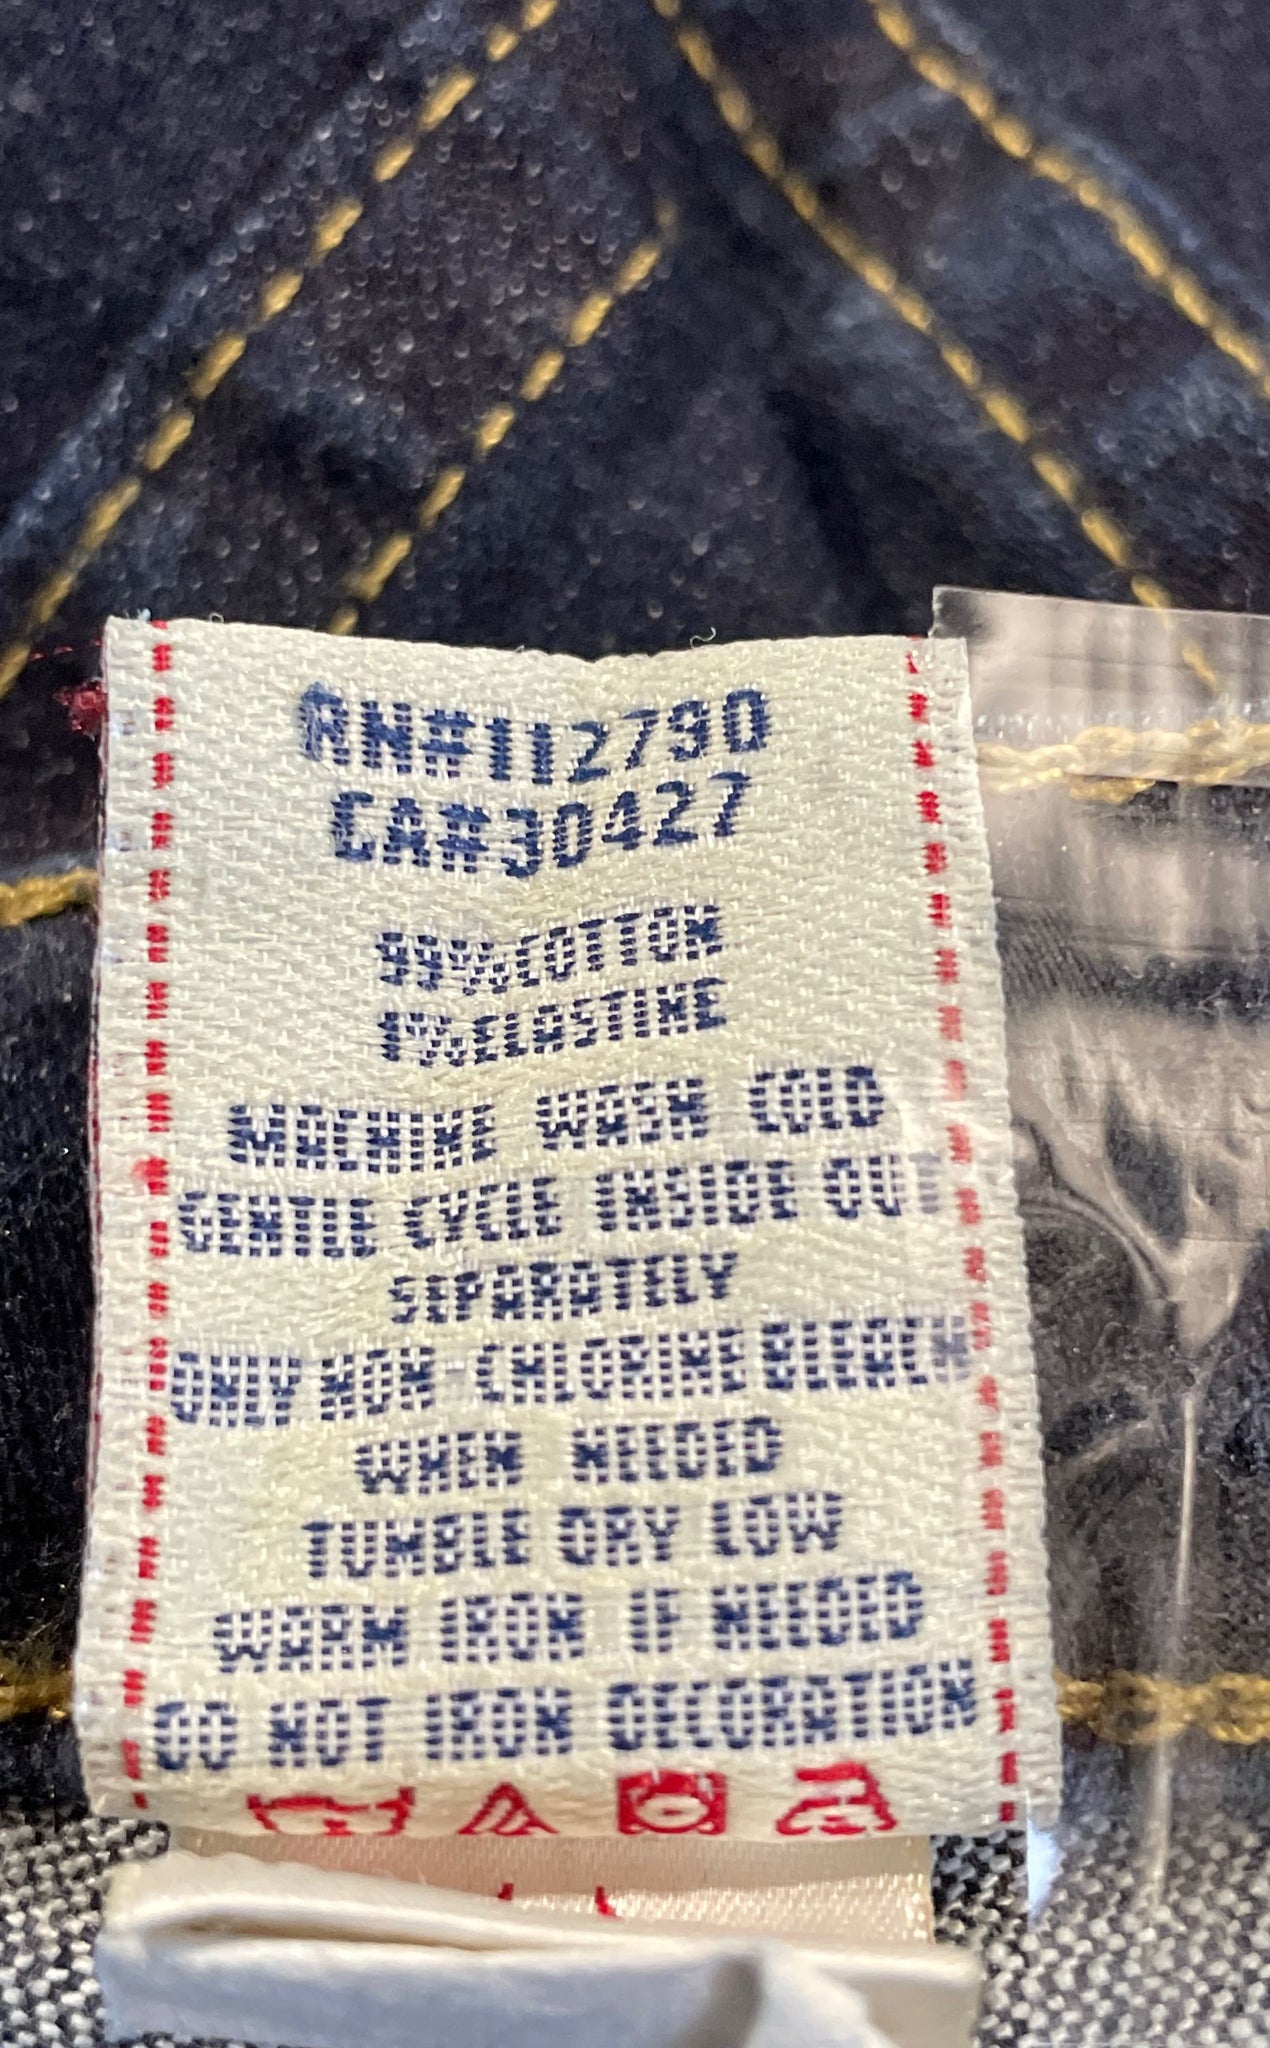 RN#112790
CA#30427
99%COTTON
1%ELASTINE
MACHINE WASH COLD
GENTLE CYCLE INSIDE OUT
SEPARATELY
ONLY NON-CHLORINE BLEACH
WHEN NEEDED
TUMBLE DRY LOW
WARM IRON IF NEEDED
DO NOT IRON DECORATION